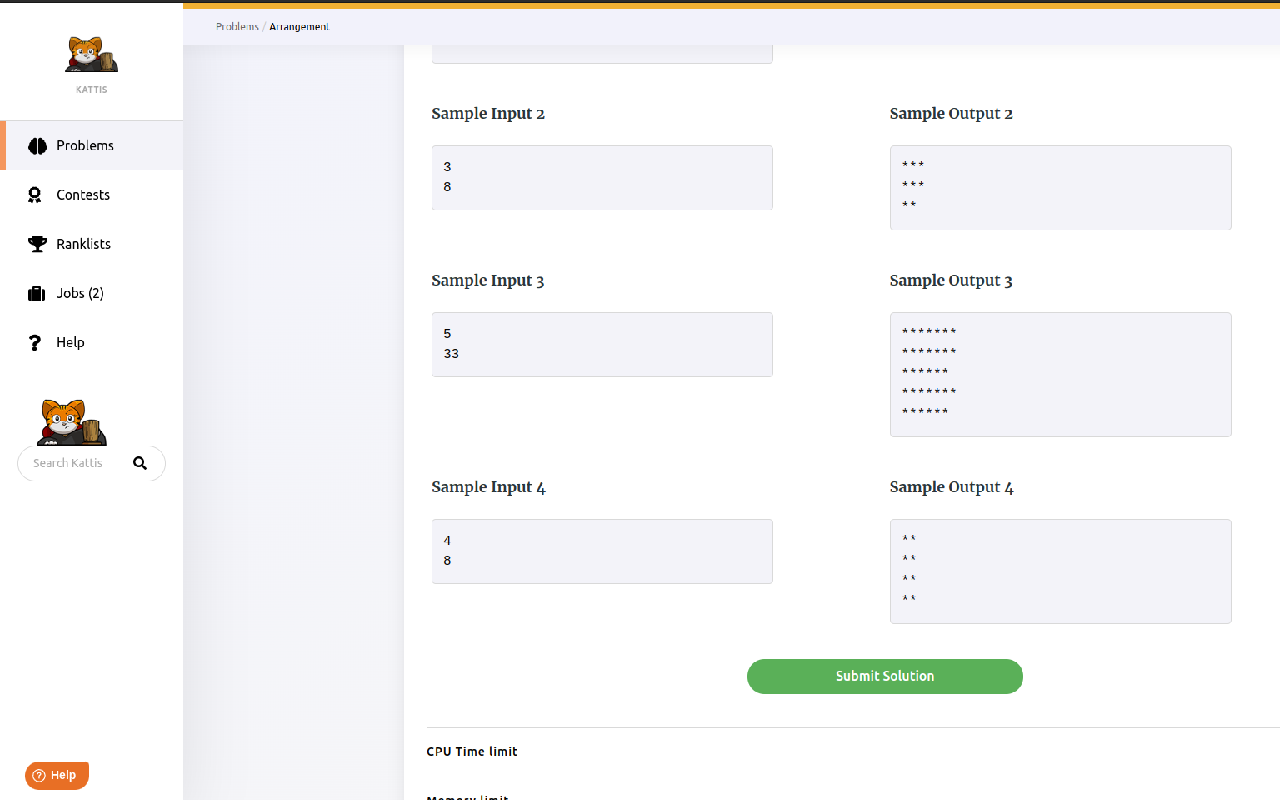 Problems / Arrangement
KATTIS
Problems
Contests
Ranklists
Jobs (2)
Help
Search Kattis
Help
Sample Input 2
3
8
Sample Output 2
***
***
**
Sample Input 3
5
33
Sample Output 3
*******
*******
******
*******
******
Sample Input 4
4
8
Sample Output 4
**
**
**
**
Submit Solution
CPU Time limit
Memory limit